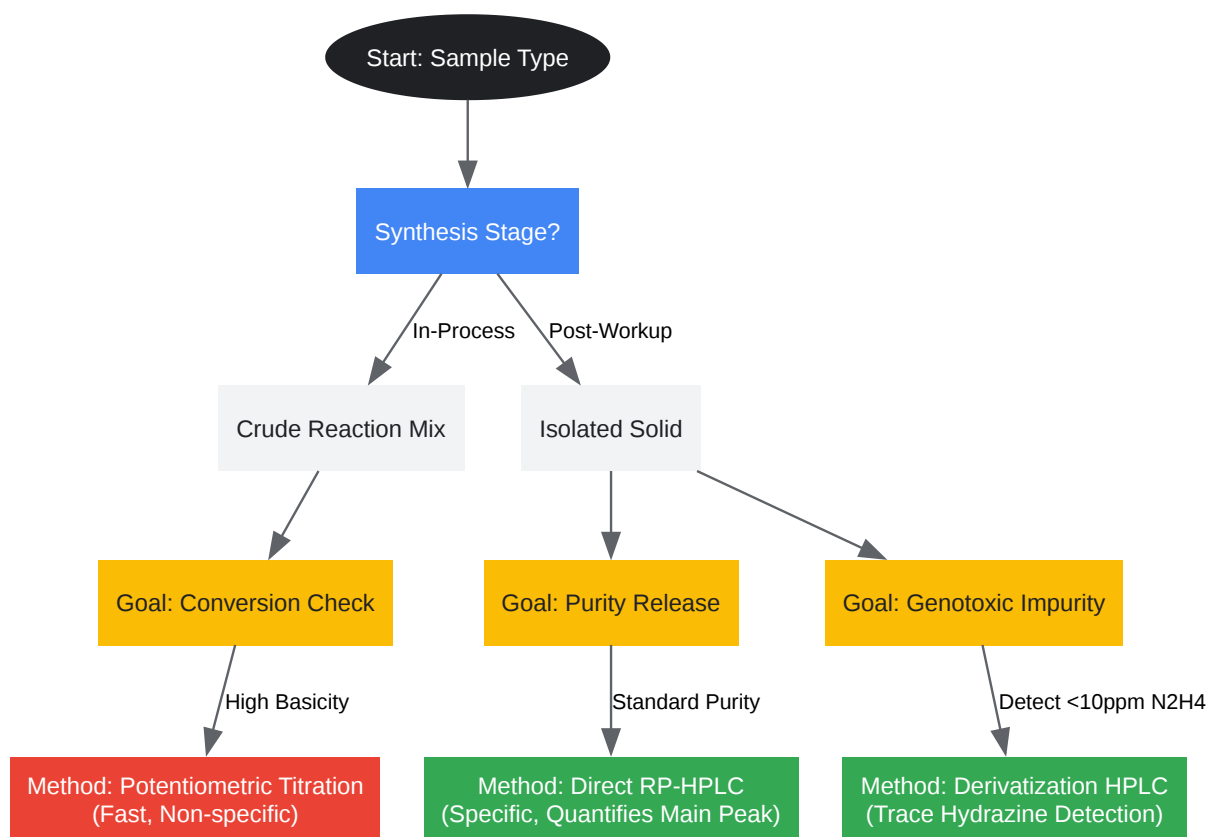 Start: Sample Type
Synthesis Stage?
In-Process
Post-Workup
Crude Reaction Mix
Isolated Solid
Goal: Conversion Check
Goal: Purity Release
Goal: Genotoxic Impurity
High Basicity
Standard Purity
Detect <10ppm N2H4
Method: Potentiometric Titration
(Fast, Non-specific)
Method: Direct RP-HPLC
(Specific, Quantifies Main Peak)
Method: Derivatization HPLC
(Trace Hydrazine Detection)